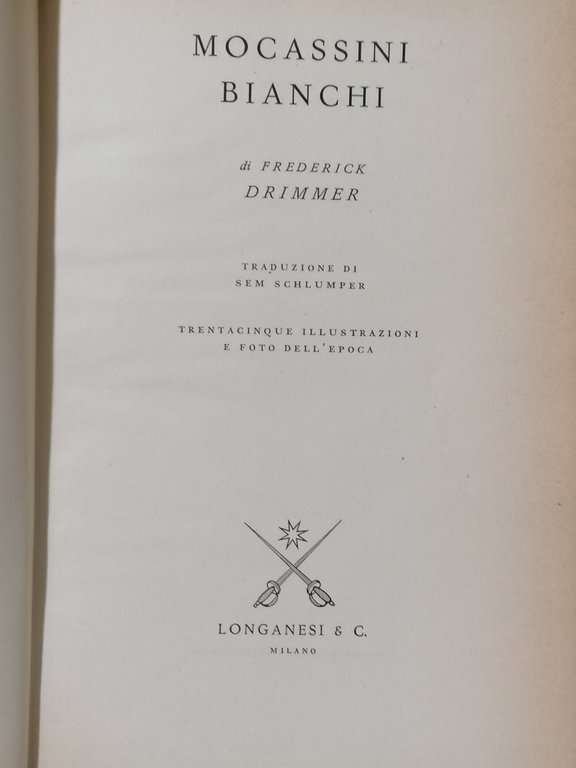 MOCASSINI
BIANCHI
di FREDERICK
DRIMMER
TRADUZIONE DI
SEM SCHLUMPER
TRENTACINQUE ILLUSTRAZIONI
E FOTO DELL'EPOCA
LONGANESI & C.
MILANO